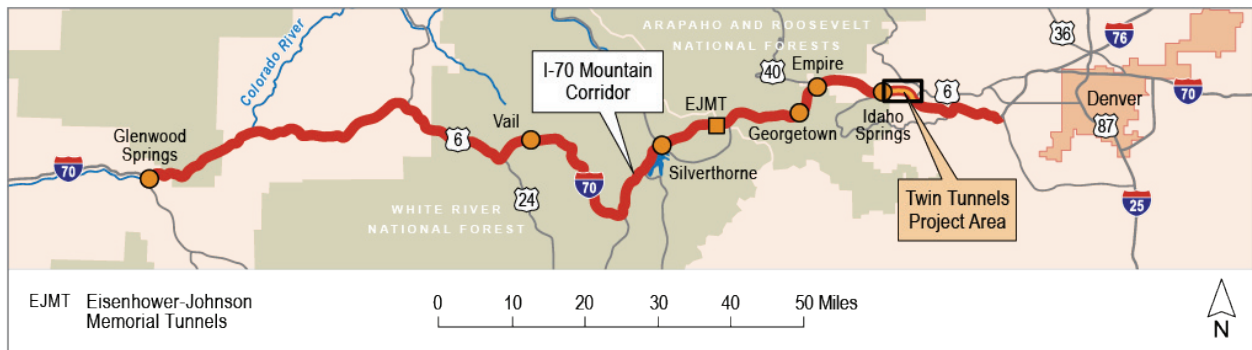 ARAPAHO AND ROOSEVELT
NATIONAL FORESTS
36
76
Colorado River
I-70 Mountain
Corridor
40
Empire
6
70
Denver
EJMT
Glenwood
Springs
Vail
6
Georgetown
Idaho
Springs
87
70
Silverthorne
70
24
WHITE RIVER
NATIONAL FOREST
Twin Tunnels
Project Area
25
EJMT Eisenhower-Johnson
Memorial Tunnels
0 10 20 30 40 50 Miles
N